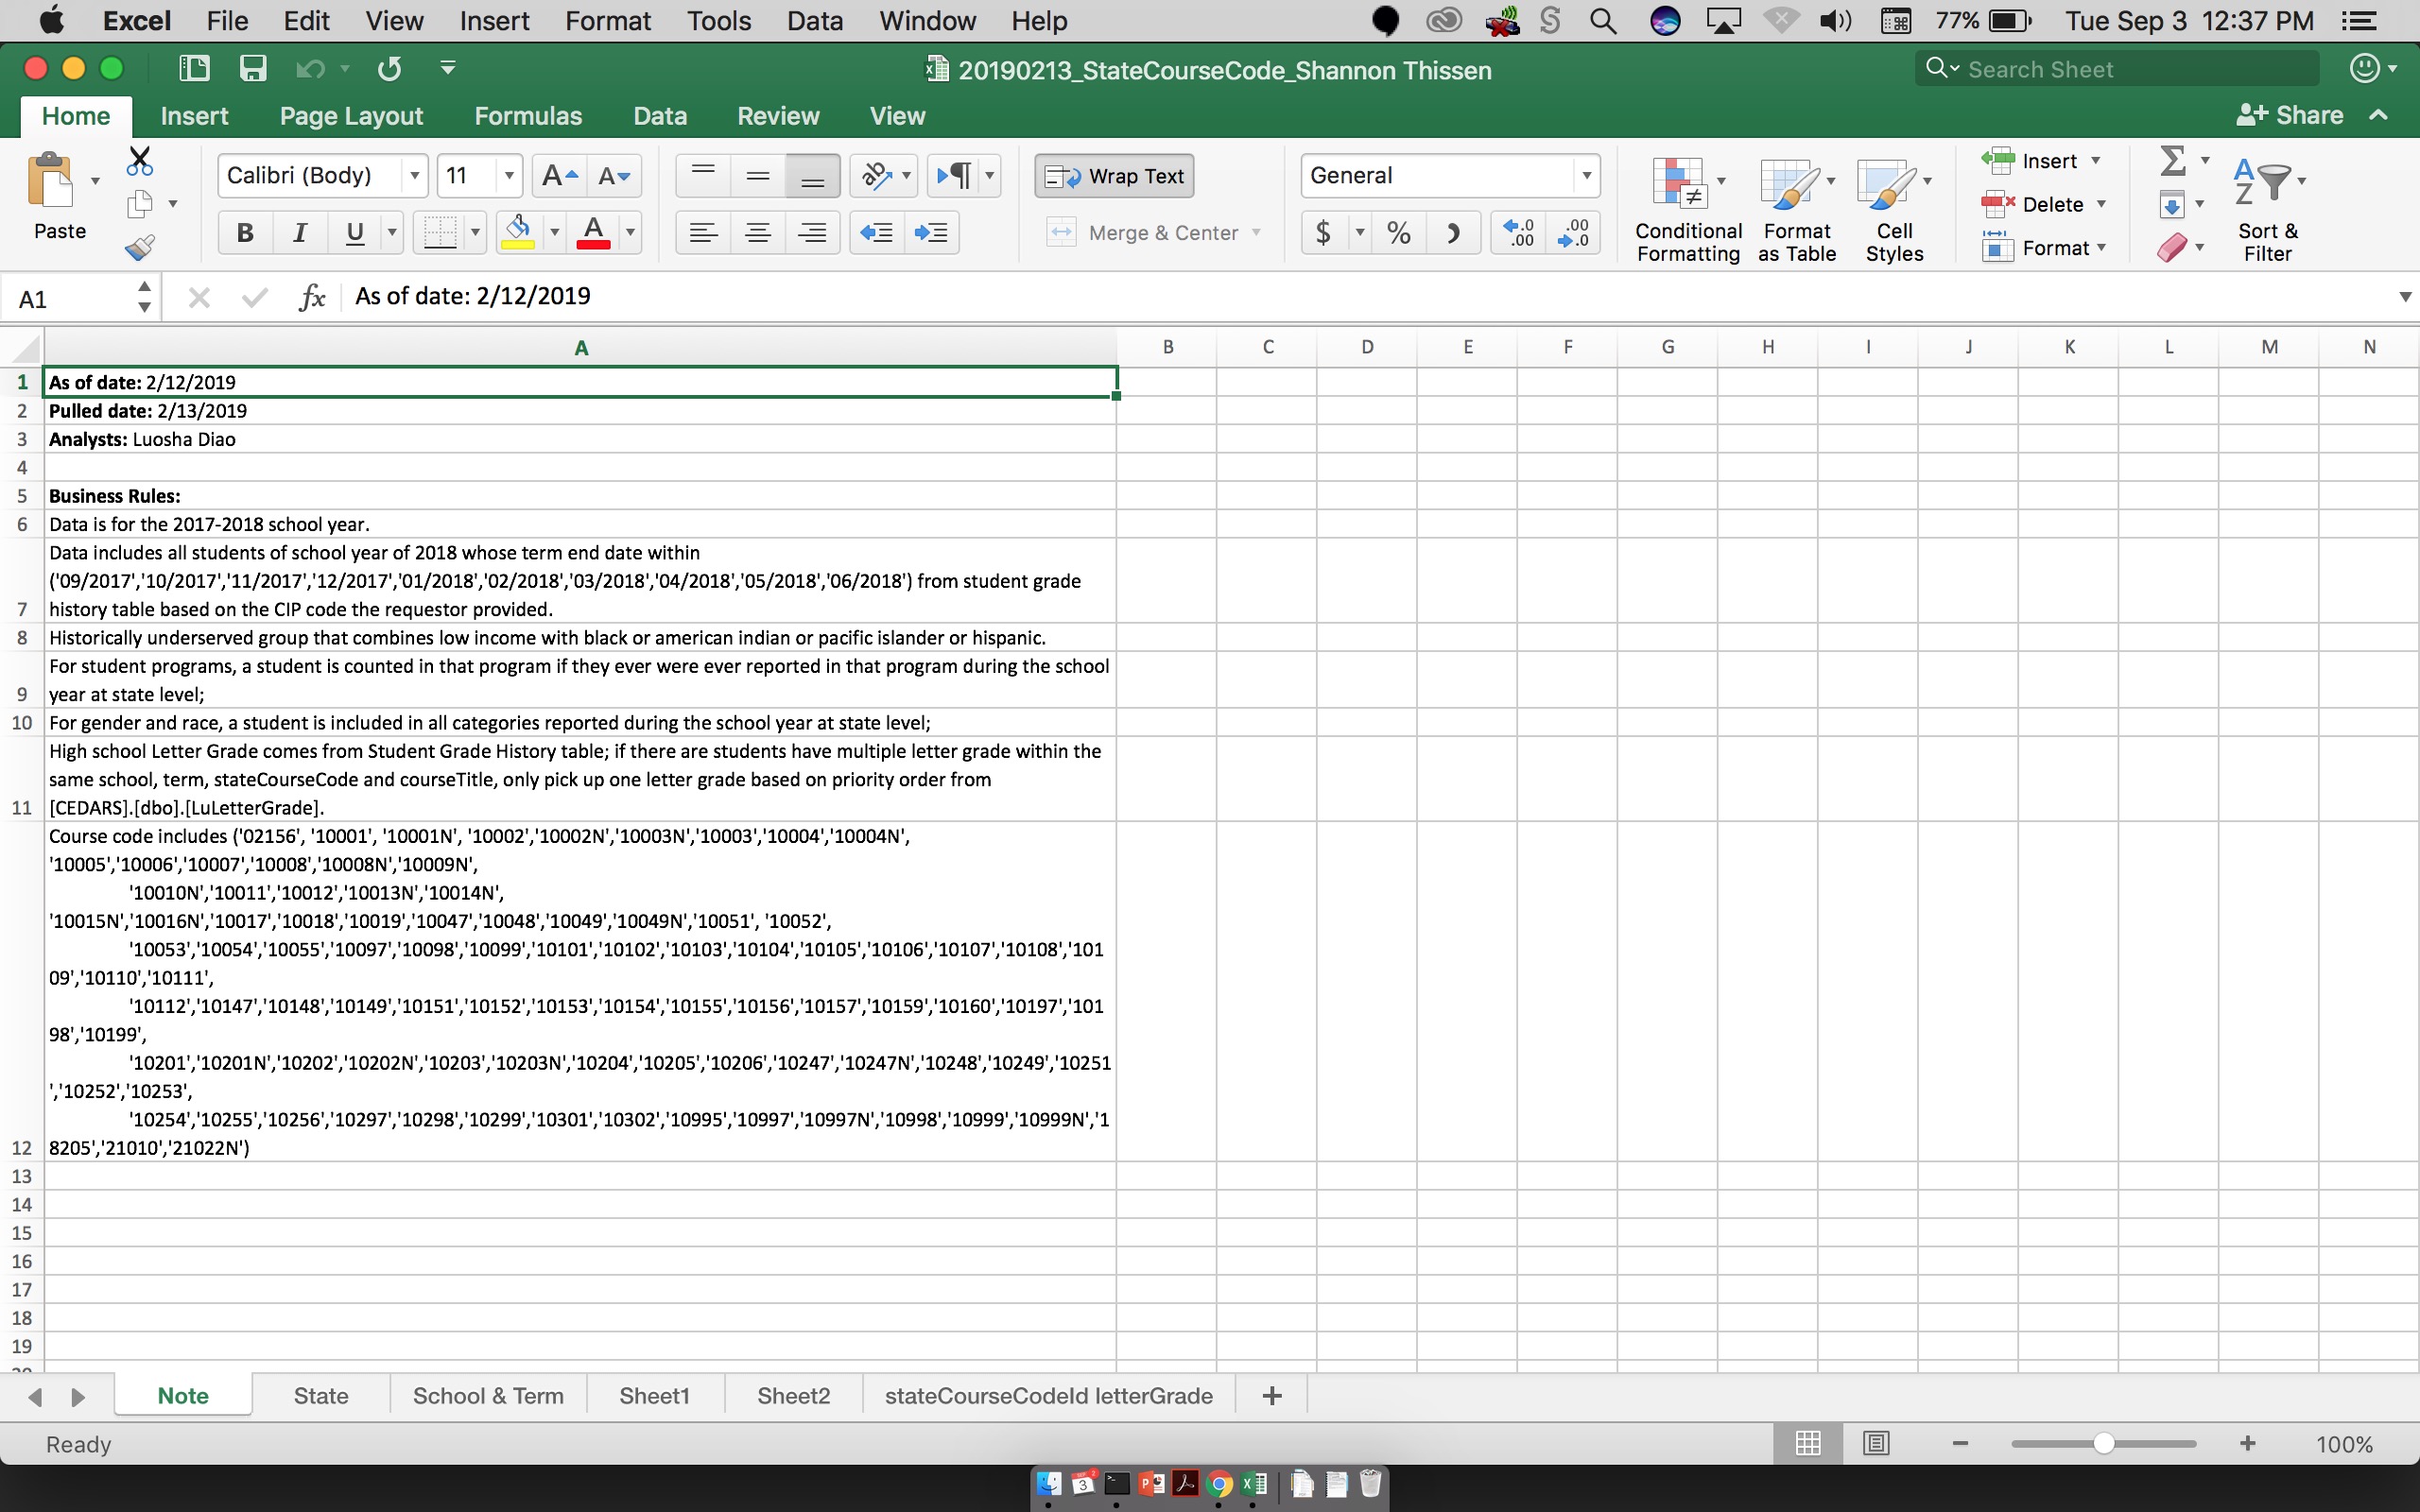 Excel File Edit View Insert Format Tools Data Window Help 77% Tue Sep 3 12:37 PM
20190213_StateCourseCode_Shannon Thissen Search Sheet
Home Insert Page Layout Formulas Data Review View Share
Paste Calibri (Body) 11 Wrap Text General Insert
B I U A Merge & Center $ % Conditional Formatting Format as Table Cell Styles Delete Format Sort & Filter
A1 fx As of date: 2/12/2019
A B C D E F G H I J K L M N
1 As of date: 2/12/2019
2 Pulled date: 2/13/2019
3 Analysts: Luosha Diao
4
5 Business Rules:
6 Data is for the 2017-2018 school year.
Data includes all students of school year of 2018 whose term end date within
('09/2017','10/2017','11/2017','12/2017','01/2018','02/2018','03/2018','04/2018','05/2018','06/2018') from student grade
7 history table based on the CIP code the requestor provided.
8 Historically underserved group that combines low income with black or american indian or pacific islander or hispanic.
For student programs, a student is counted in that program if they ever were ever reported in that program during the school
9 year at state level;
10 For gender and race, a student is included in all categories reported during the school year at state level;
High school Letter Grade comes from Student Grade History table; if there are students have multiple letter grade within the
same school, term, stateCourseCode and courseTitle, only pick up one letter grade based on priority order from
11 [CEDARS].[dbo].[LuLetterGrade].
Course code includes ('02156', '10001', '10001N', '10002','10002N','10003N','10003','10004','10004N',
'10005','10006','10007','10008','10008N','10009N',
'10010N','10011','10012','10013N','10014N',
'10015N','10016N','10017','10018','10019','10047','10048','10049','10049N','10051', '10052',
'10053','10054','10055','10097','10098','10099','10101','10102','10103','10104','10105','10106','10107','10108','101
09','10110','10111',
'10112','10147','10148','10149','10151','10152','10153','10154','10155','10156','10157','10159','10160','10197','101
98','10199',
'10201','10201N','10202','10202N','10203','10203N','10204','10205','10206','10247','10247N','10248','10249','10251
','10252','10253',
'10254','10255','10256','10297','10298','10299','10301','10302','10995','10997','10997N','10998','10999','10999N','1
12 8205','21010','21022N')
13
14
15
16
17
18
19
Note State School & Term Sheet1 Sheet2 stateCourseCodeId letterGrade +
Ready 100%
3